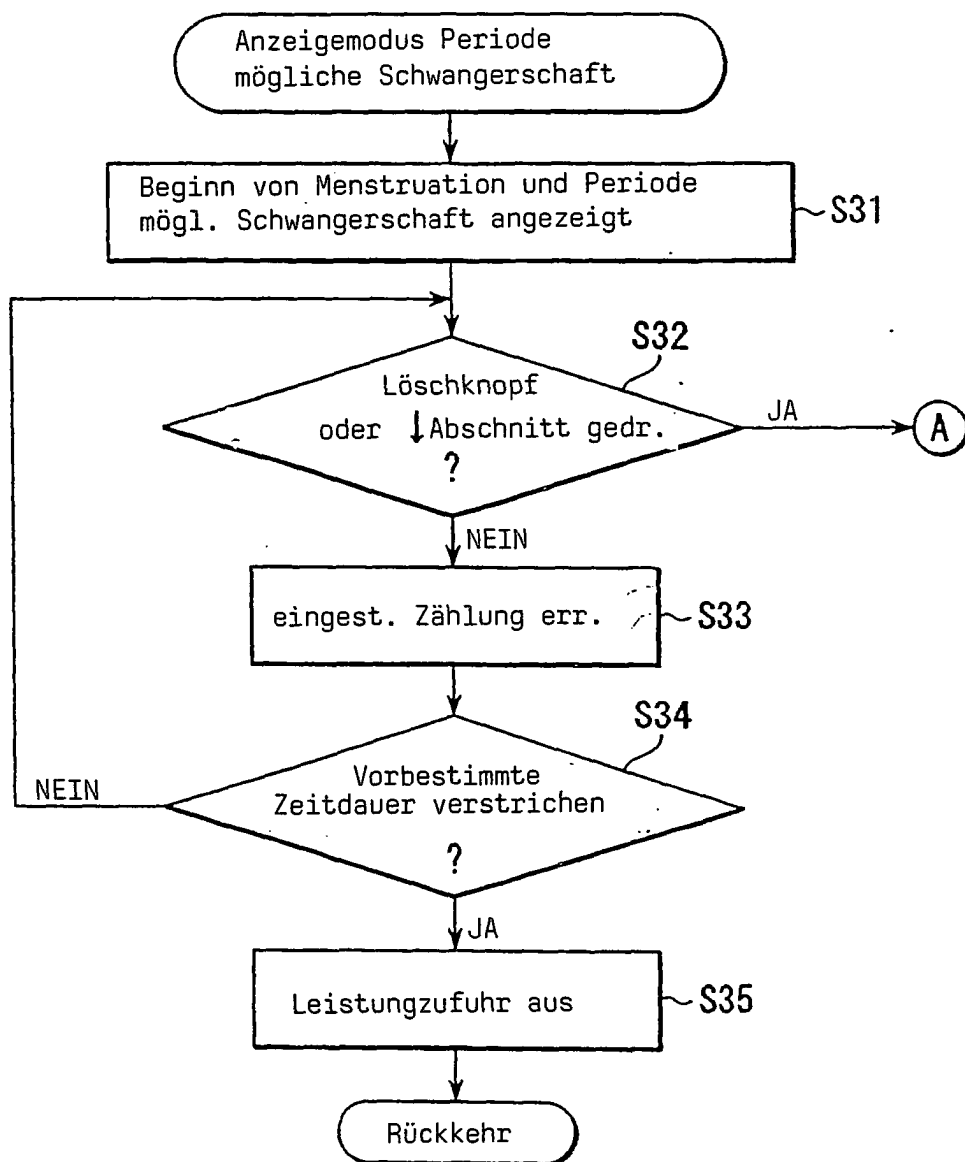 Anzeigemodus Periode
mögliche Schwangerschaft
Beginn von Menstruation und Periode
mögl. Schwangerschaft angezeigt
S31
S32
Löschknopf
oder ↓Abschnitt gedr.
?
JA
A
NEIN
eingest. Zählung err.
S33
S34
Vorbestimmte
Zeitdauer verstrichen
?
NEIN
JA
Leistungzufuhr aus
S35
Rückkehr